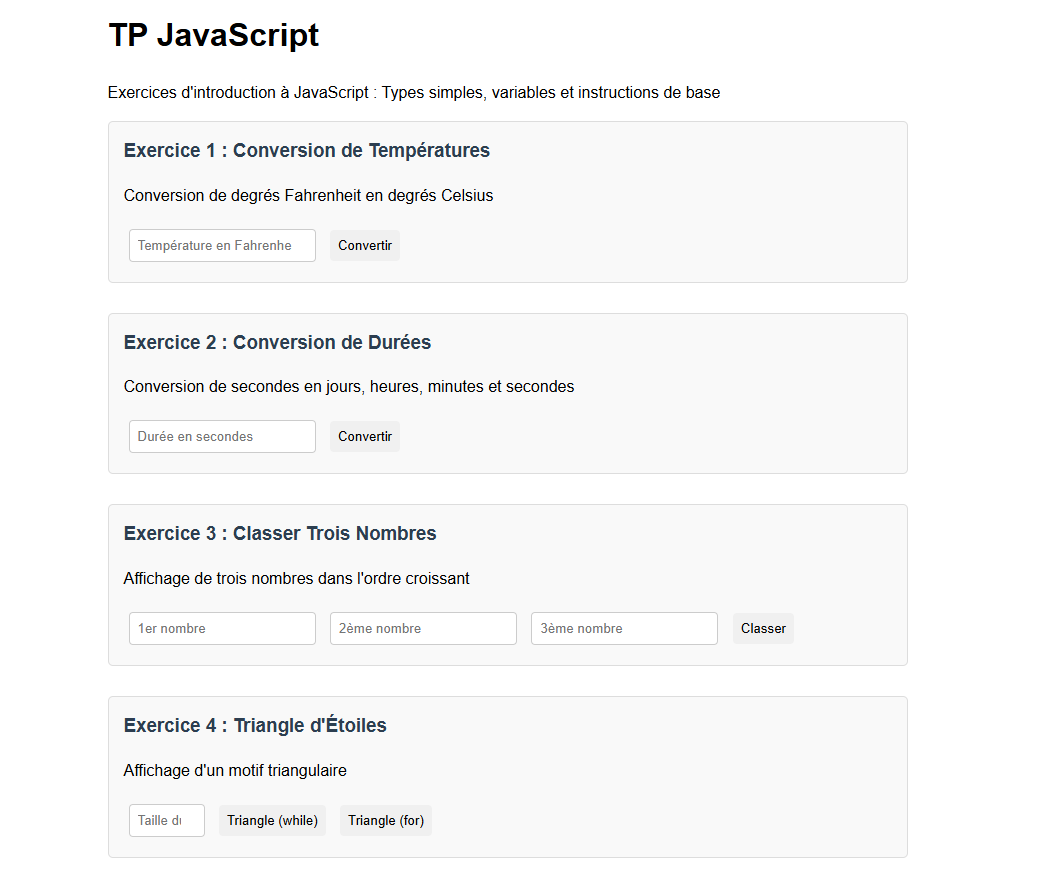 TP JavaScript
Exercices d'introduction à JavaScript : Types simples, variables et instructions de base
Exercice 1 : Conversion de Températures
Conversion de degrés Fahrenheit en degrés Celsius
Température en Fahrenhe Convertir
Exercice 2 : Conversion de Durées
Conversion de secondes en jours, heures, minutes et secondes
Durée en secondes Convertir
Exercice 3 : Classer Trois Nombres
Affichage de trois nombres dans l'ordre croissant
1er nombre 2ème nombre 3ème nombre Classer
Exercice 4 : Triangle d'Étoiles
Affichage d'un motif triangulaire
Taille du Triangle (while) Triangle (for)